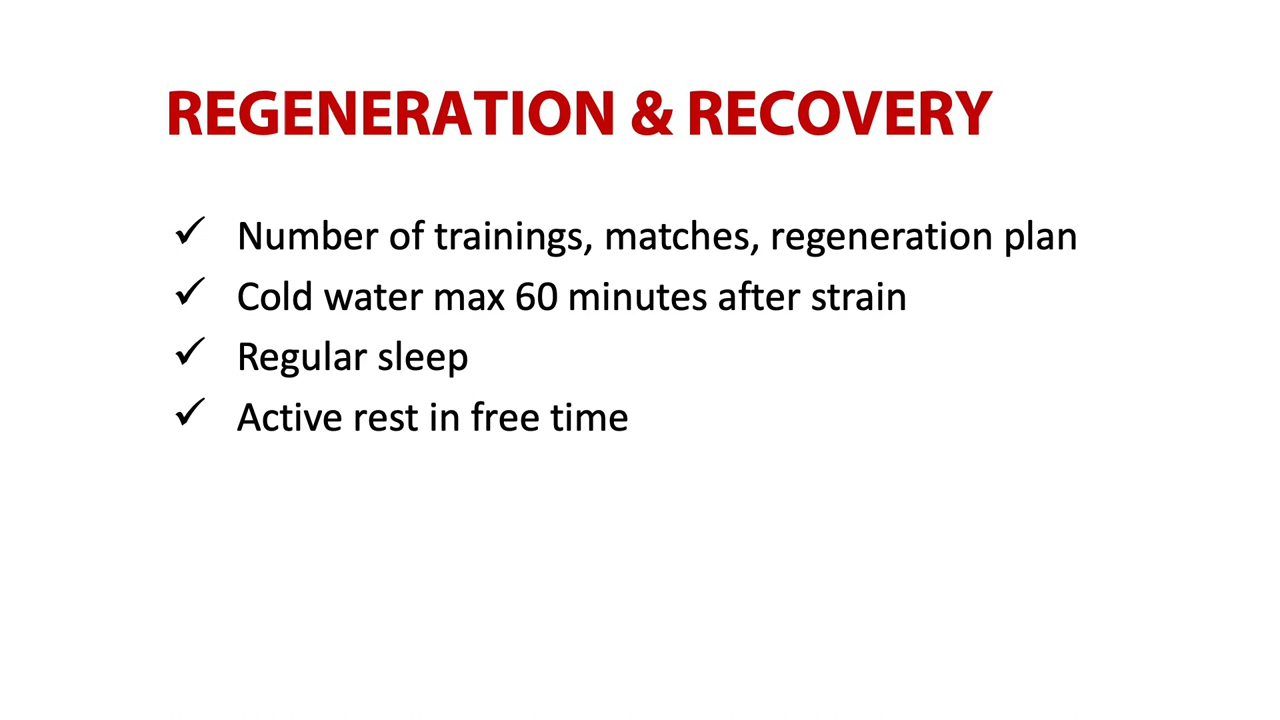 REGENERATION & RECOVERY
✓ Number of trainings, matches, regeneration plan
✓ Cold water max 60 minutes after strain
✓ Regular sleep
✓ Active rest in free time